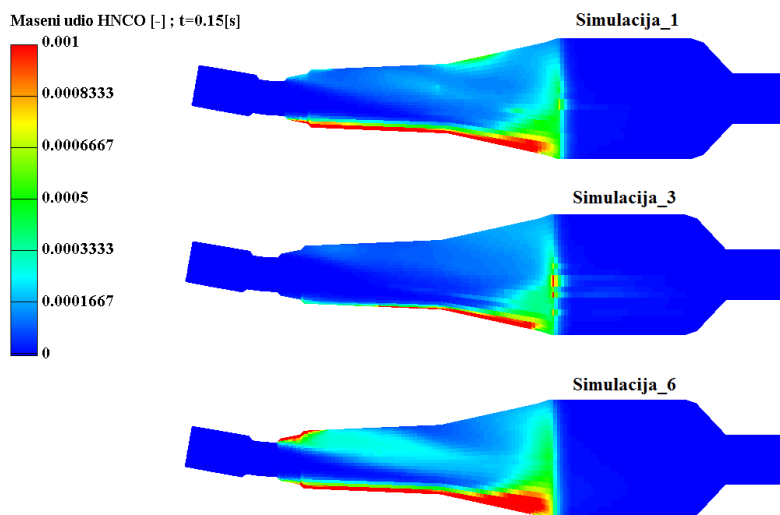 Maseni udio HNCO [-] ; t=0.15[s]
Simulacija_1
0.001
0.0008333
0.0006667
0.0005
0.0003333
0.0001667
0
Simulacija_3
Simulacija_6